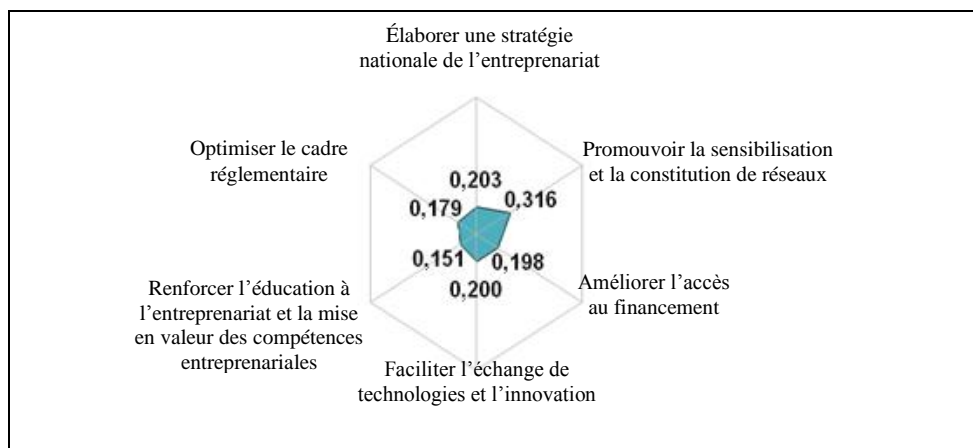 Élaborer une stratégie
nationale de l’entreprenariat
Optimiser le cadre
réglementaire
Promouvoir la sensibilisation
et la constitution de réseaux
0,203
0,316
0,179
0,151
0,198
0,200
Renforcer l’éducation à
l’entreprenariat et la mise
en valeur des compétences
entreprenariales
Améliorer l’accès
au financement
Faciliter l’échange de
technologies et l’innovation